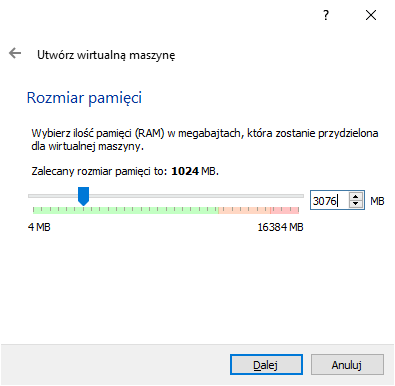 ?
Utwórz wirtualną maszynę
Rozmiar pamięci
Wybierz ilość pamięci (RAM) w megabajtach, która zostanie przydzielona
dla wirtualnej maszyny.
Zalecany rozmiar pamięci to: 1024 MB.
3076 MB
4 MB 16384 MB
Dalej Anuluj